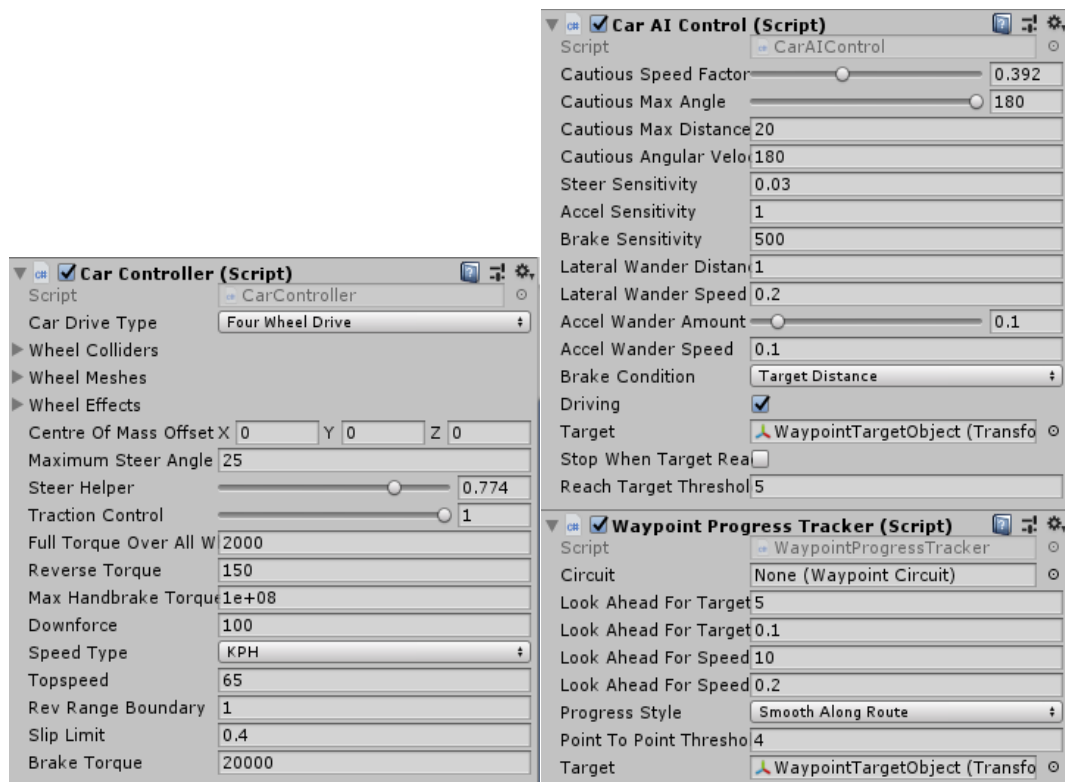 Car Controller (Script)
Script CarController
Car Drive Type Four Wheel Drive
Wheel Colliders
Wheel Meshes
Wheel Effects
Centre Of Mass Offset X 0 Y 0 Z 0
Maximum Steer Angle 25
Steer Helper 0.774
Traction Control 1
Full Torque Over All W 2000
Reverse Torque 150
Max Handbrake Torque 1e+08
Downforce 100
Speed Type KPH
Topspeed 65
Rev Range Boundary 1
Slip Limit 0.4
Brake Torque 20000
Car AI Control (Script)
Script CarAIControl
Cautious Speed Factor 0.392
Cautious Max Angle 180
Cautious Max Distance 20
Cautious Angular Velo 180
Steer Sensitivity 0.03
Accel Sensitivity 1
Brake Sensitivity 500
Lateral Wander Distan 1
Lateral Wander Speed 0.2
Accel Wander Amount 0.1
Accel Wander Speed 0.1
Brake Condition Target Distance
Driving
Target WaypointTargetObject (Transfo
Stop When Target Rea
Reach Target Threshol 5
Waypoint Progress Tracker (Script)
Script WaypointProgressTracker
Circuit None (Waypoint Circuit)
Look Ahead For Target 5
Look Ahead For Target 0.1
Look Ahead For Speed 10
Look Ahead For Speed 0.2
Progress Style Smooth Along Route
Point To Point Thresho 4
Target WaypointTargetObject (Transfo